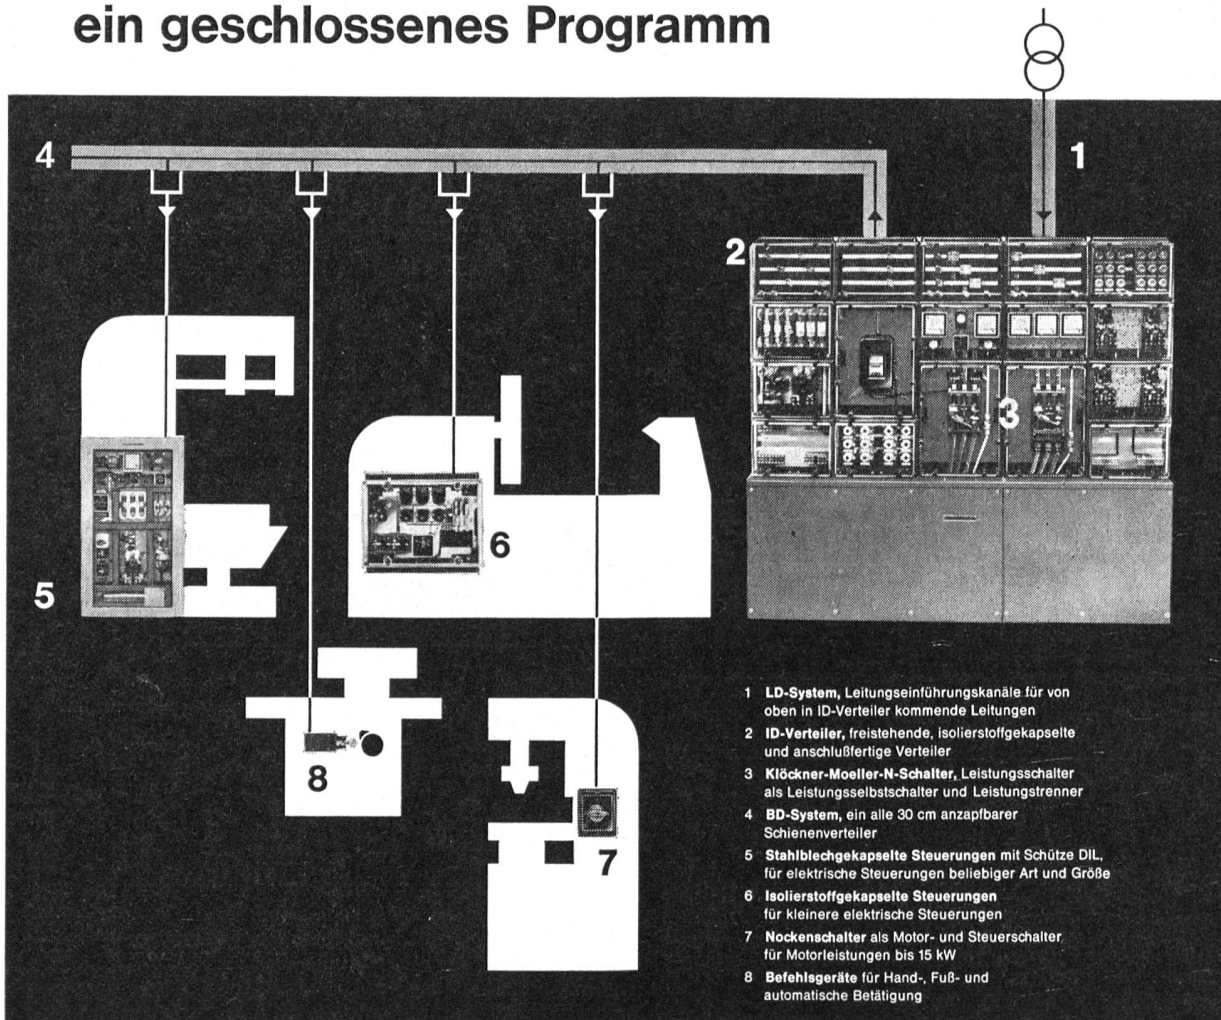 ein geschlossenes Programm
4
1
2
3
5
6
8
7
1 LD-System, Leitungseinführungskanäle für von
oben in ID-Verteiler kommende Leitungen
2 ID-Verteiler, freistehende, isolierstoffgekapselte
und anschlußfertige Verteiler
3 Klöckner-Moeller-N-Schalter, Leistungsschalter
als Leistungsselbstschalter und Leistungstrenner
4 BD-System, ein alle 30 cm anzapfbarer
Schienenverteiler
5 Stahlblechgekapselte Steuerungen mit Schütze DIL,
für elektrische Steuerungen beliebiger Art und Größe
6 Isolierstoffgekapselte Steuerungen
für kleinere elektrische Steuerungen
7 Nockenschalter als Motor- und Steuerschalter
für Motorleistungen bis 15 kW
8 Befehlsgeräte für Hand-, Fuß- und
automatische Betätigung